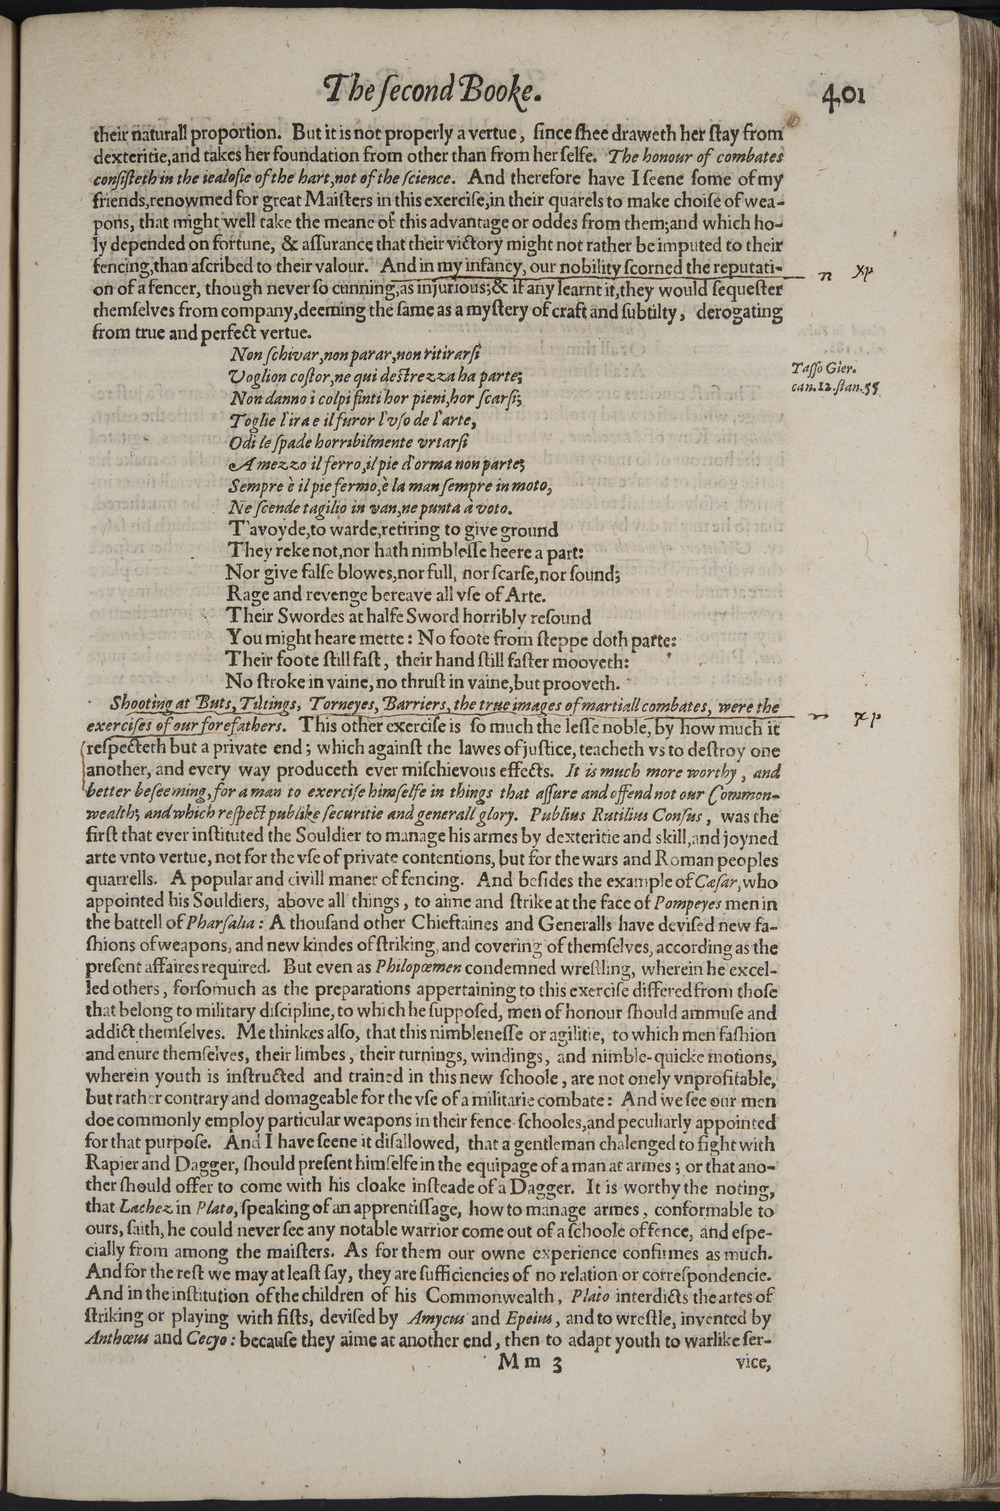 The ſecond Booke. 401
their naturall proportion. But it is not properly a vertue, ſince ſhee draweth her ſtay from
dexteritie,and takes her foundation from other than from her ſelfe. The honour of combates
conſiſteth in the iealoſie of the hart,not of the ſcience. And therefore have I ſeene ſome of my
friends,renowmed for great Maiſters in this exerciſe,in their quarels to make choiſe of wea-
pons, that might well take the meane of this advantage or oddes from them;and which ho-
ly depended on fortune, & aſſurance that their victory might not rather be imputed to their
fencing,than aſcribed to their valour. And in my infancy, our nobility ſcorned the reputati-
n xp
on of a fencer, though never ſo cunning,as injurious;& if any learnt it,they would ſequeſter
themſelves from company,deeming the ſame as a myſtery of craft and ſubtilty, derogating
from true and perfect vertue.
Non ſchivar,non parar,non ritirarſi
Voglion coſtor,ne qui deſtrezza ha parte;
Taſſo Gier.
can.12.ſtan.55.
Non danno i colpi finti hor pieni,hor ſcarſi;
Toglie l'ira e il furor l'vſo de l'arte,
Odi le ſpade horribilmente vrtarſi
A mezzo il ferro,il pie d'orma non parte;
Sempre è il pie fermo,è la man ſempre in moto,
Ne ſcende tagilio in van,ne punta à voto.
T'avoyde,to warde,retiring to give ground
They reke not,nor hath nimbleſſe heere a part:
Nor give falſe blowes,nor full, nor ſcarſe,nor ſound;
Rage and revenge bereave all vſe of Arte.
Their Swordes at halfe Sword horribly reſound
You might heare mette: No foote from ſteppe doth parte:
Their foote ſtill faſt, their hand ſtill faſter mooveth:
No ſtroke in vaine, no thruſt in vaine,but prooveth.
Shooting at Buts, Tiltings, Torneyes, Barriers, the true images of martiall combates, were the
n xp
exerciſes of our forefathers. This other exerciſe is ſo much the leſſe noble, by how much it
reſpecteth but a private end; which againſt the lawes of juſtice, teacheth vs to deſtroy one
another, and every way produceth ever miſchievous effects. It is much more worthy, and
better beſeeming, for a man to exerciſe himſelfe in things that aſſure and offend not our Common-
wealth; and which reſpect publike ſecuritie and generall glory. Publius Rutilius Conſus, was the
firſt that ever inſtituted the Souldier to manage his armes by dexteritie and skill,and joyned
arte vnto vertue, not for the vſe of private contentions, but for the wars and Roman peoples
quarrells. A popular and civill maner of fencing. And beſides the example of Cæſar, who
appointed his Souldiers, above all things, to aime and ſtrike at the face of Pompeyes men in
the battell of Pharſalia: A thouſand other Chieftaines and Generalls have deviſed new fa-
ſhions of weapons, and new kindes of ſtriking, and covering of themſelves, according as the
preſent affaires required. But even as Philopœmen condemned wreſtling, wherein he excel-
led others, forſomuch as the preparations appertaining to this exerciſe differed from thoſe
that belong to military diſcipline, to which he ſuppoſed, men of honour ſhould ammuſe and
addict themſelves. Me thinkes alſo, that this nimbleneſſe or agilitie, to which men faſhion
and enure themſelves, their limbes, their turnings, windings, and nimble-quicke motions,
wherein youth is inſtructed and trained in this new ſchoole, are not onely vnprofitable,
but rather contrary and domageable for the vſe of a militarie combate: And we ſee our men
doe commonly employ particular weapons in their fence-ſchooles,and peculiarly appointed
for that purpoſe. And I have ſeene it diſallowed, that a gentleman chalenged to fight with
Rapier and Dagger, ſhould preſent himſelfe in the equipage of a man at armes; or that ano-
ther ſhould offer to come with his cloake inſteade of a Dagger. It is worthy the noting,
that Lachez in Plato, ſpeaking of an apprentiſſage, how to manage armes, conformable to
ours, ſaith, he could never ſee any notable warrior come out of a ſchoole of fence, and eſpe-
cially from among the maiſters. As for them our owne experience confirmes as much.
And for the reſt we may at leaſt ſay, they are ſufficiencies of no relation or correſpondencie.
And in the inſtitution of the children of his Commonwealth, Plato interdicts the artes of
ſtriking or playing with fiſts, deviſed by Amycus and Epeius, and to wreſtle, invented by
Anthœus and Cecyo: becauſe they aime at another end, then to adapt youth to warlike ſer-
Mm 3 vice,